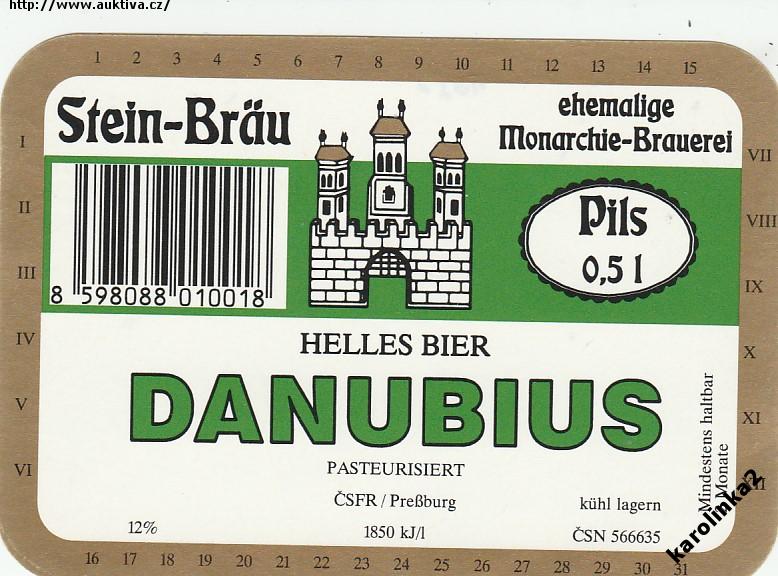 http://www.auktiva.cz/
1 2 3 4 5 6 7 8 9 10 11 12 13 14 15
Stein-Bräu
ehemalige
Monarchie-Brauerei
I
II
III
IV
V
VI
VII
VIII
IX
X
XI
Pils
0,5 l
8 598088 010018
HELLES BIER
DANUBIUS
PASTEURISIERT
ČSFR / Preßburg
12%
1850 kJ/l
kühl lagern
ČSN 566635
Mindestens haltbar
Monate
karolinka2
16 17 18 19 20 21 22 23 24 25 26 27 28 29 30 31